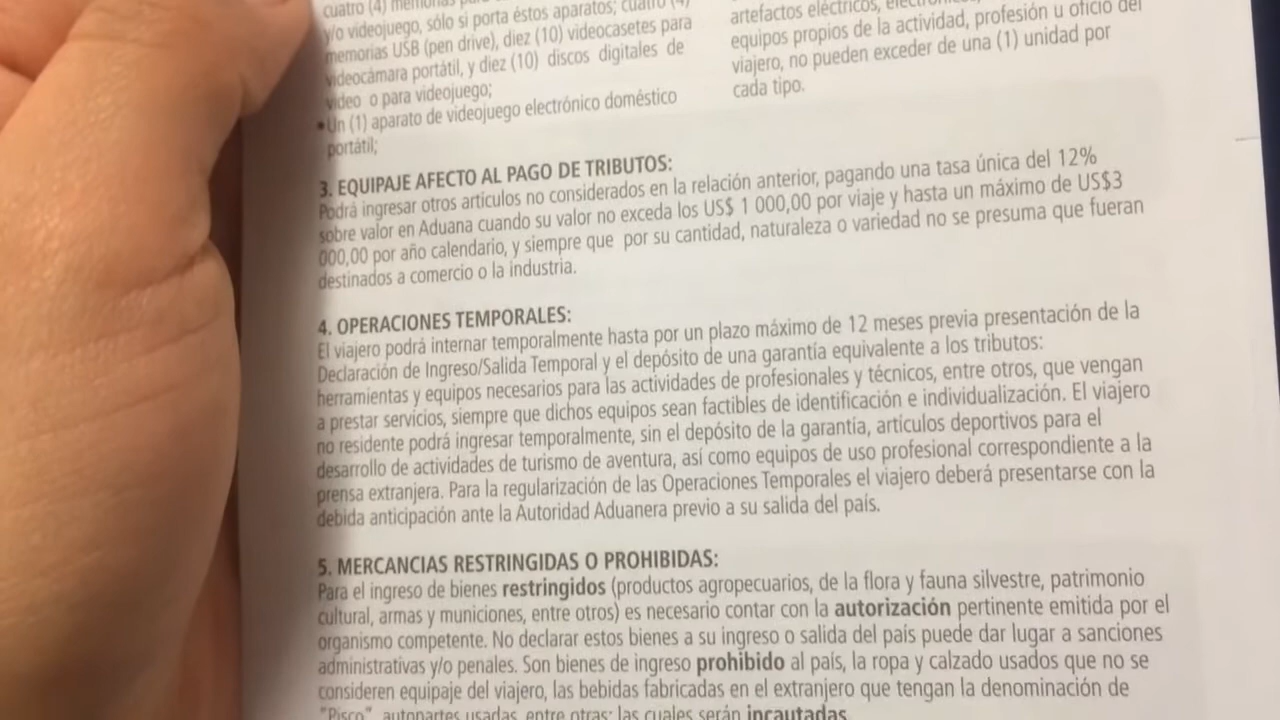 cuatro (4) memorias
y/o videojuego, sólo si porta éstos aparatos; cuatro (4)
memorias USB (pen drive), diez (10) videocasetes para
videocámara portátil, y diez (10) discos digitales de
video o para videojuego;
•Un (1) aparato de videojuego electrónico doméstico
portátil;
artefactos eléctricos,
equipos propios de la actividad, profesión u oficio del
viajero, no pueden exceder de una (1) unidad por
cada tipo.
3. EQUIPAJE AFECTO AL PAGO DE TRIBUTOS:
Podrá ingresar otros artículos no considerados en la relación anterior, pagando una tasa única del 12%
sobre valor en Aduana cuando su valor no exceda los US$ 1 000,00 por viaje y hasta un máximo de US$3
000,00 por año calendario, y siempre que por su cantidad, naturaleza o variedad no se presuma que fueran
destinados a comercio o la industria.
4. OPERACIONES TEMPORALES:
El viajero podrá internar temporalmente hasta por un plazo máximo de 12 meses previa presentación de la
Declaración de Ingreso/Salida Temporal y el depósito de una garantía equivalente a los tributos:
herramientas y equipos necesarios para las actividades de profesionales y técnicos, entre otros, que vengan
a prestar servicios, siempre que dichos equipos sean factibles de identificación e individualización. El viajero
no residente podrá ingresar temporalmente, sin el depósito de la garantía, artículos deportivos para el
desarrollo de actividades de turismo de aventura, así como equipos de uso profesional correspondiente a la
prensa extranjera. Para la regularización de las Operaciones Temporales el viajero deberá presentarse con la
debida anticipación ante la Autoridad Aduanera previo a su salida del país.
5. MERCANCIAS RESTRINGIDAS O PROHIBIDAS:
Para el ingreso de bienes restringidos (productos agropecuarios, de la flora y fauna silvestre, patrimonio
cultural, armas y municiones, entre otros) es necesario contar con la autorización pertinente emitida por el
organismo competente. No declarar estos bienes a su ingreso o salida del país puede dar lugar a sanciones
administrativas y/o penales. Son bienes de ingreso prohibido al país, la ropa y calzado usados que no se
consideren equipaje del viajero, las bebidas fabricadas en el extranjero que tengan la denominación de
"Pisco", autopartes usadas, entre otras; las cuales serán incautadas.